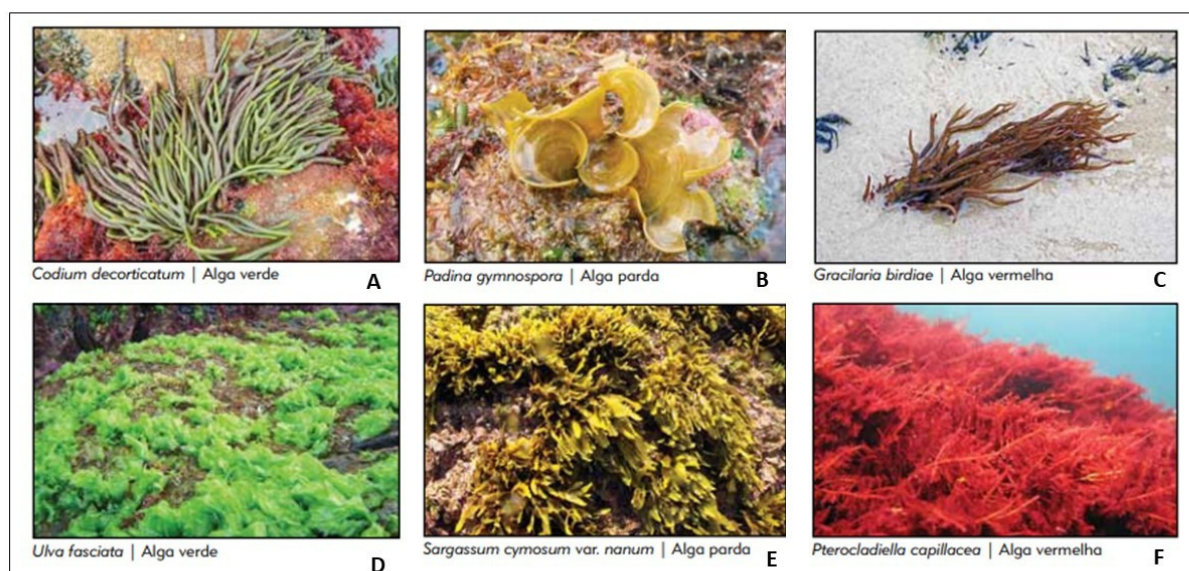 Codium decorticatum | Alga verde
A
Padina gymnospora | Alga parda
B
Gracilaria birdiae | Alga vermelha
C
Ulva fasciata | Alga verde
D
Sargassum cymosum var. nanum | Alga parda
E
Pterocladiella capillacea | Alga vermelha
F